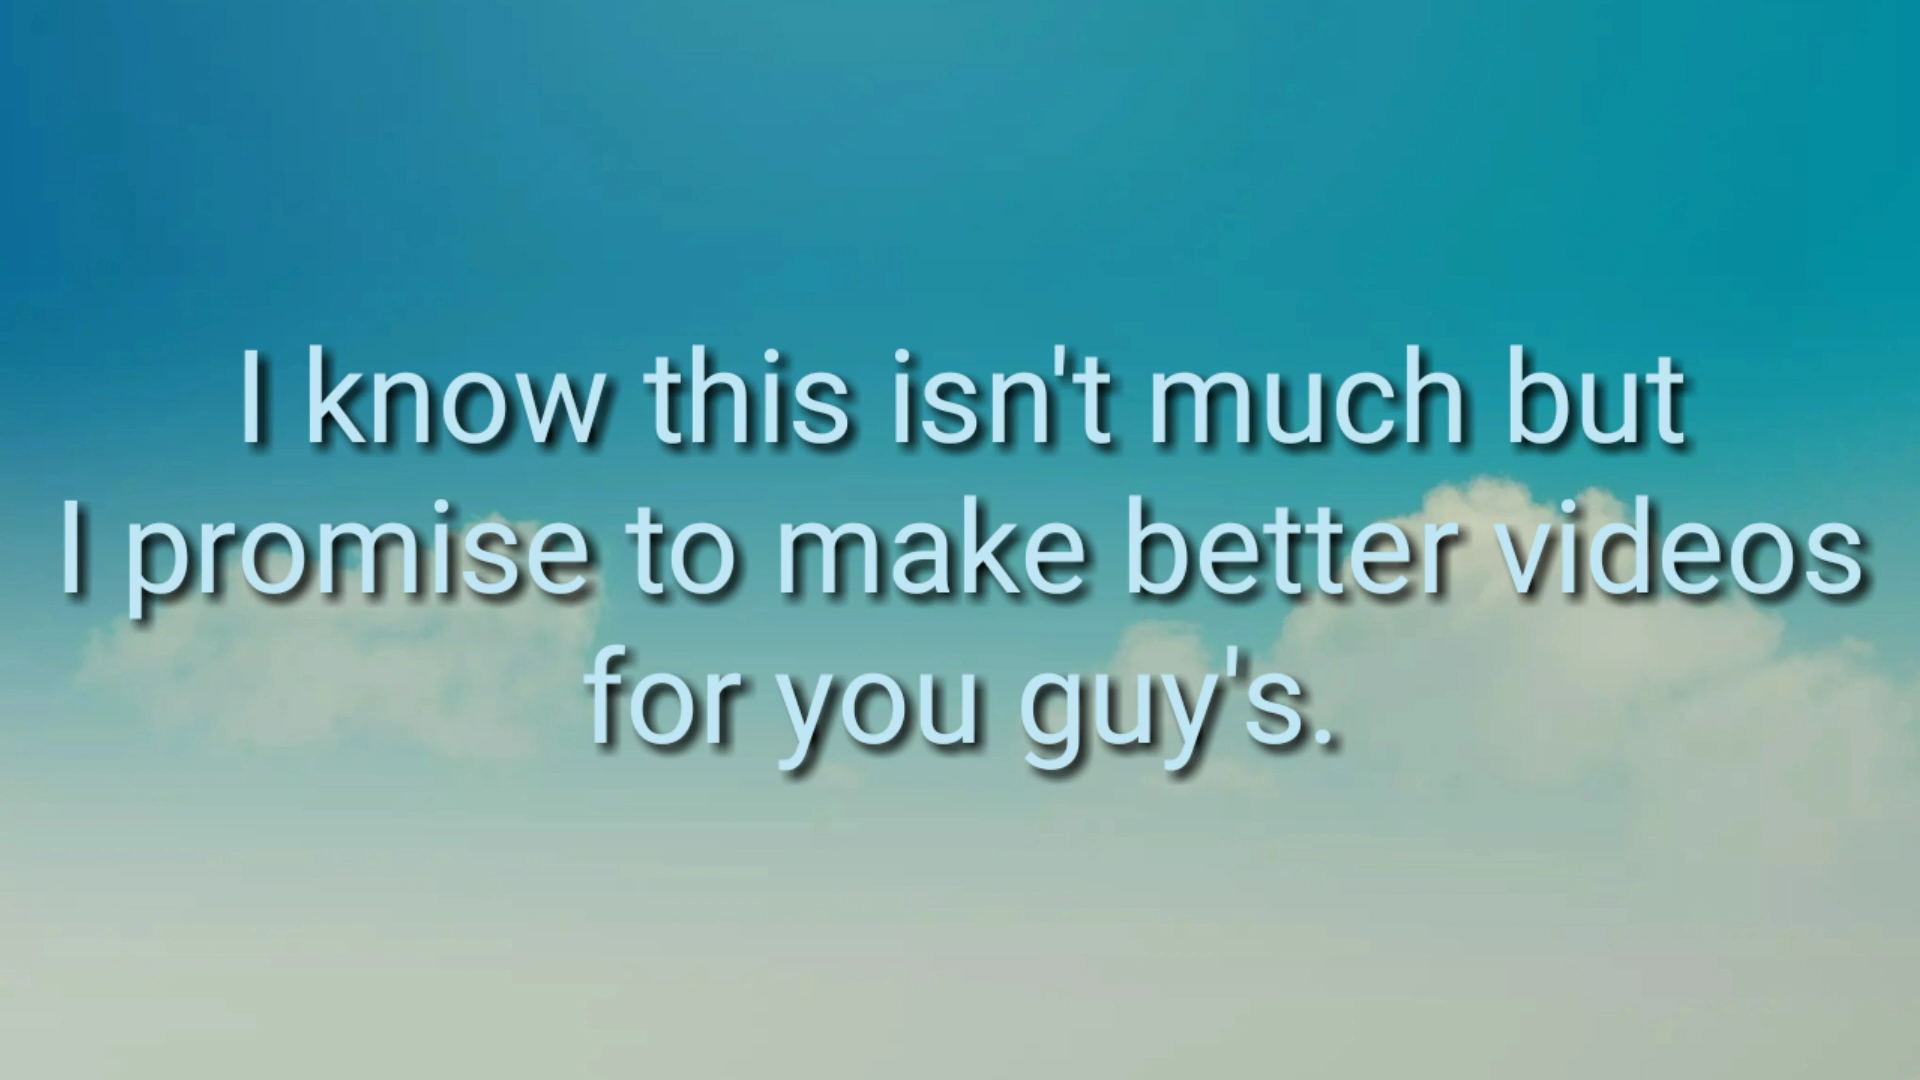 I know this isn't much but
I promise to make better videos
for you guy's.